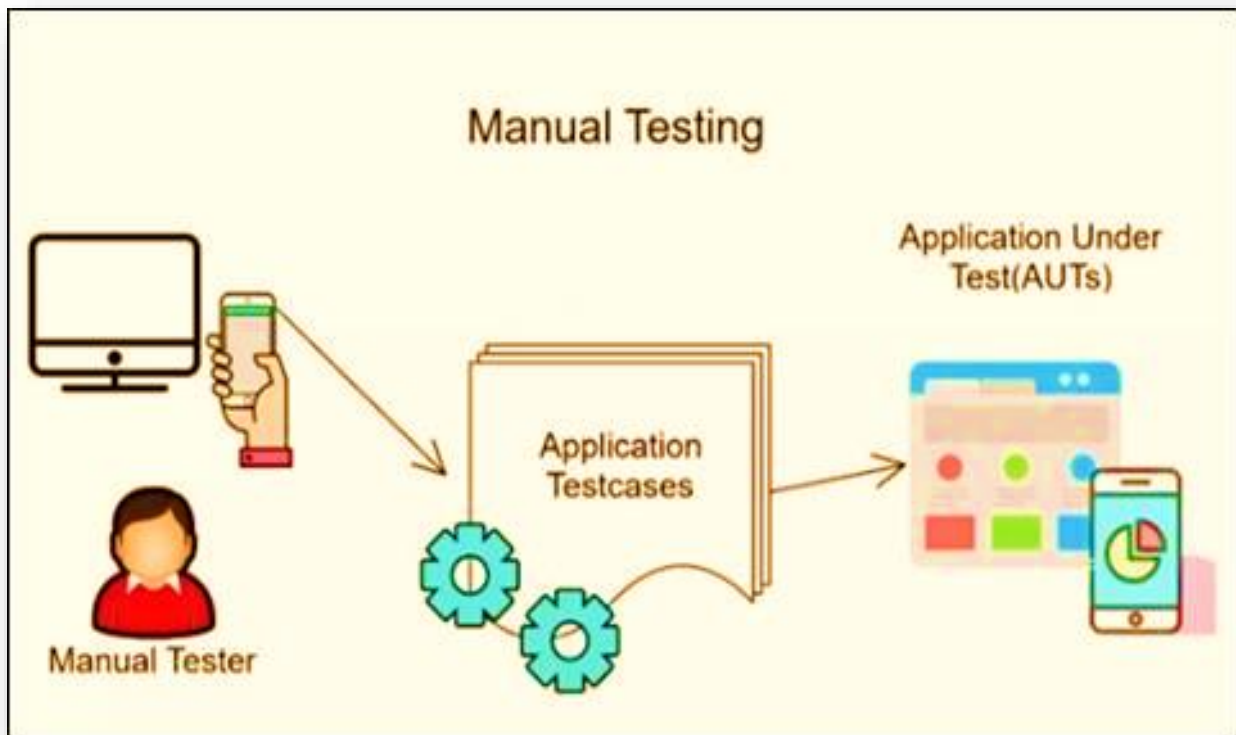 Manual Testing
Application Under
Test(AUTs)
Application
Testcases
Manual Tester